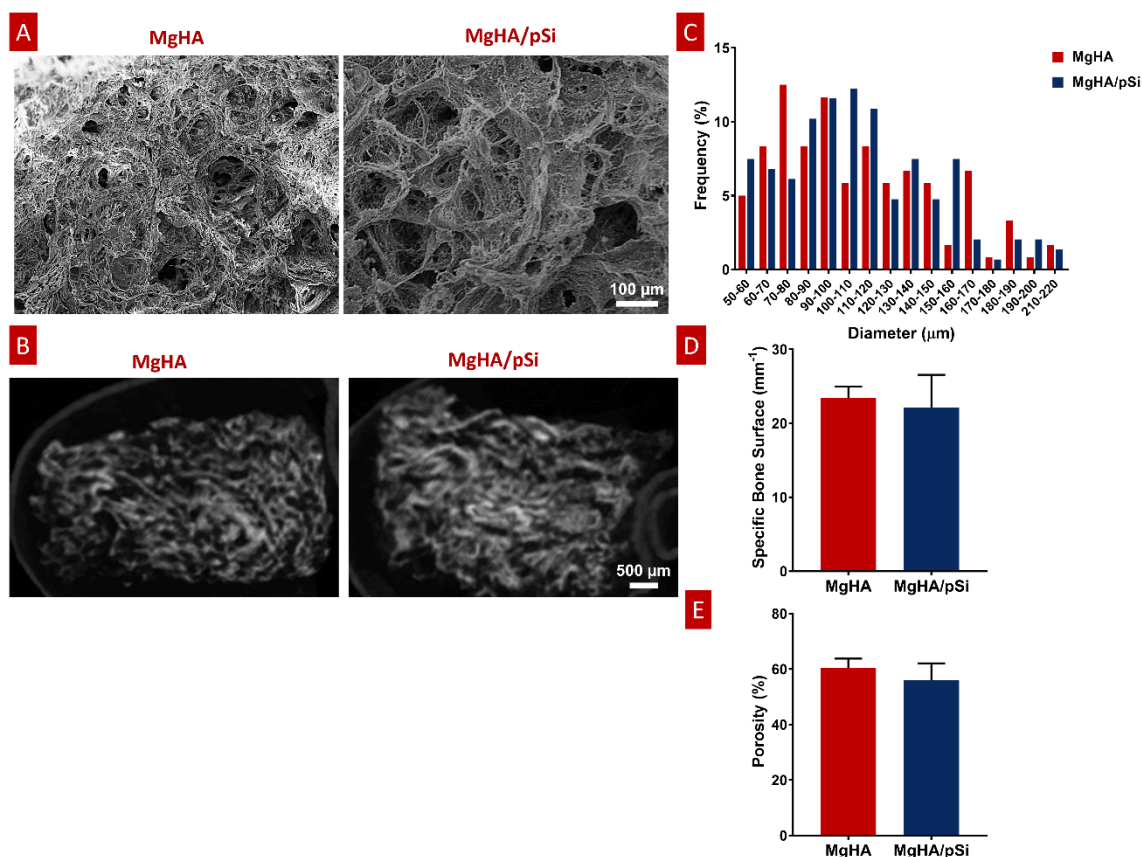 A
MgHA
MgHA/pSi
100 µm
B
MgHA
MgHA/pSi
500 µm
C
MgHA
MgHA/pSi
Frequency (%)
15
10
5
0
50-60
60-70
70-80
80-90
90-100
100-110
110-120
120-130
130-140
140-150
150-160
160-170
170-180
180-190
190-200
210-220
Diameter (µm)
D
Specific Bone Surface (mm⁻¹)
30
20
10
0
MgHA
MgHA/pSi
E
Porosity (%)
80
60
40
20
0
MgHA
MgHA/pSi